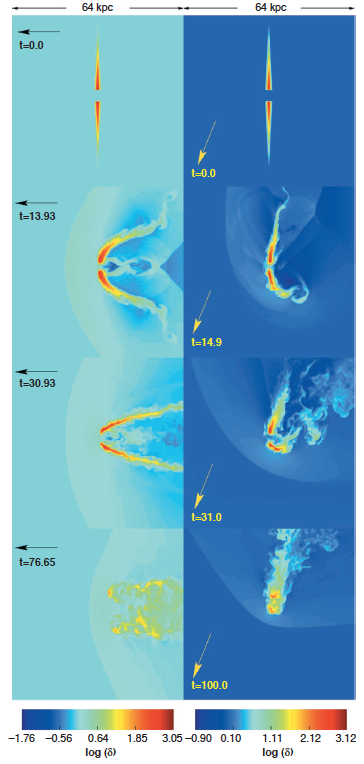 64 kpc 64 kpc
t=0.0
t=0.0
t=13.93
t=14.9
t=30.93
t=31.0
t=76.65
t=100.0
−1.76 −0.56 0.64 1.85 3.05 −0.90 0.10 1.11 2.12 3.12
log (δ) log (δ)